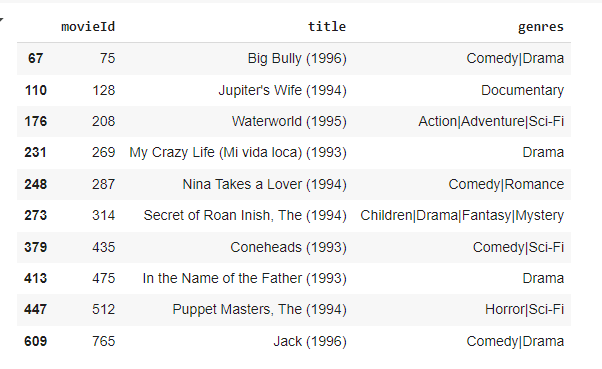 movieId title genres
67 75 Big Bully (1996) Comedy|Drama
110 128 Jupiter's Wife (1994) Documentary
176 208 Waterworld (1995) Action|Adventure|Sci-Fi
231 269 My Crazy Life (Mi vida loca) (1993) Drama
248 287 Nina Takes a Lover (1994) Comedy|Romance
273 314 Secret of Roan Inish, The (1994) Children|Drama|Fantasy|Mystery
379 435 Coneheads (1993) Comedy|Sci-Fi
413 475 In the Name of the Father (1993) Drama
447 512 Puppet Masters, The (1994) Horror|Sci-Fi
609 765 Jack (1996) Comedy|Drama